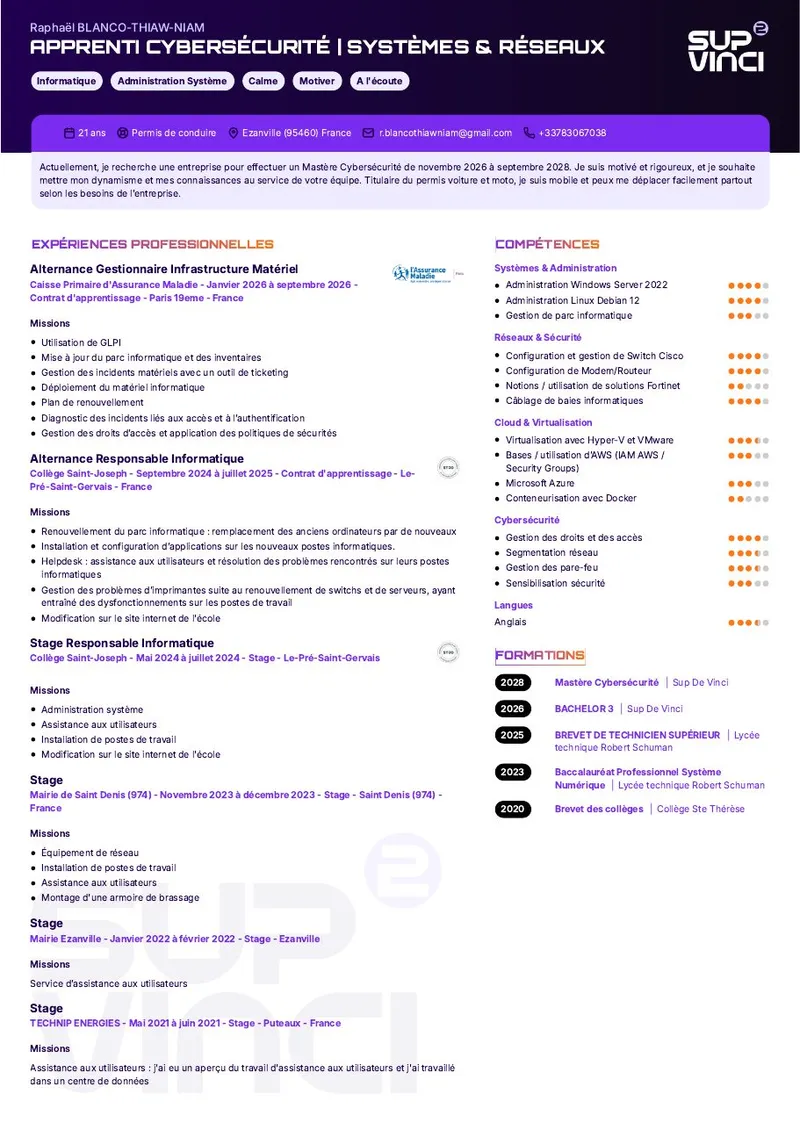 Raphaël BLANCO-THIAW-NIAM
APPRENTI CYBERSÉCURITÉ | SYSTÈMES & RÉSEAUX
SUP
VINCI
2
Informatique
Administration Système
Calme
Motiver
A l'écoute
21 ans
Permis de conduire
Ezanville (95460) France
r.blancothiawniam@gmail.com
+33783067038
Actuellement, je recherche une entreprise pour effectuer un Mastère Cybersécurité de novembre 2026 à septembre 2028. Je suis motivé et rigoureux, et je souhaite
mettre mon dynamisme et mes connaissances au service de votre équipe. Titulaire du permis voiture et moto, je suis mobile et peux me déplacer facilement partout
selon les besoins de l'entreprise.
EXPÉRIENCES PROFESSIONNELLES
Alternance Gestionnaire Infrastructure Matériel
l'Assurance
Maladie
Caisse Primaire d'Assurance Maladie - Janvier 2026 à septembre 2026 -
Contrat d'apprentissage - Paris 19eme - France
Missions
• Utilisation de GLPI
• Mise à jour du parc informatique et des inventaires
• Gestion des incidents matériels avec un outil de ticketing
• Déploiement du matériel informatique
• Plan de renouvellement
• Diagnostic des incidents liés aux accès et à l'authentification
• Gestion des droits d'accès et application des politiques de sécurités
Alternance Responsable Informatique
Collège Saint-Joseph - Septembre 2024 à juillet 2025 - Contrat d'apprentissage - Le-
Pré-Saint-Gervais - France
Missions
• Renouvellement du parc informatique : remplacement des anciens ordinateurs par de nouveaux
• Installation et configuration d'applications sur les nouveaux postes informatiques.
• Helpdesk : assistance aux utilisateurs et résolution des problèmes rencontrés sur leurs postes
informatiques
• Gestion des problèmes d'imprimantes suite au renouvellement de switchs et de serveurs, ayant
entraîné des dysfonctionnements sur les postes de travail
• Modification sur le site internet de l'école
Stage Responsable Informatique
Collège Saint-Joseph - Mai 2024 à juillet 2024 - Stage - Le-Pré-Saint-Gervais
Missions
• Administration système
• Assistance aux utilisateurs
• Installation de postes de travail
• Modification sur le site internet de l'école
Stage
Mairie de Saint Denis (974) - Novembre 2023 à décembre 2023 - Stage - Saint Denis (974) -
France
Missions
• Équipement de réseau
• Installation de postes de travail
• Assistance aux utilisateurs
• Montage d'une armoire de brassage
Stage
Mairie Ezanville - Janvier 2022 à février 2022 - Stage - Ezanville
Missions
Service d'assistance aux utilisateurs
Stage
TECHNIP ENERGIES - Mai 2021 à juin 2021 - Stage - Puteaux - France
Missions
Assistance aux utilisateurs : j'ai eu un aperçu du travail d'assistance aux utilisateurs et j'ai travaillé
dans un centre de données
SUP
VINCI
2
COMPÉTENCES
Systèmes & Administration
• Administration Windows Server 2022
• Administration Linux Debian 12
• Gestion de parc informatique
Réseaux & Sécurité
• Configuration et gestion de Switch Cisco
• Configuration de Modem/Routeur
• Notions / utilisation de solutions Fortinet
• Câblage de baies informatiques
Cloud & Virtualisation
• Virtualisation avec Hyper-V et VMware
• Bases / utilisation d'AWS (IAM AWS /
Security Groups)
• Microsoft Azure
• Conteneurisation avec Docker
Cybersécurité
• Gestion des droits et des accès
• Segmentation réseau
• Gestion des pare-feu
• Sensibilisation sécurité
Langues
Anglais
FORMATIONS
2028 Mastère Cybersécurité | Sup De Vinci
2026 BACHELOR 3 | Sup De Vinci
2025 BREVET DE TECHNICIEN SUPÉRIEUR | Lycée
technique Robert Schuman
2023 Baccalauréat Professionnel Système
Numérique | Lycée technique Robert Schuman
2020 Brevet des collèges | Collège Ste Thérèse